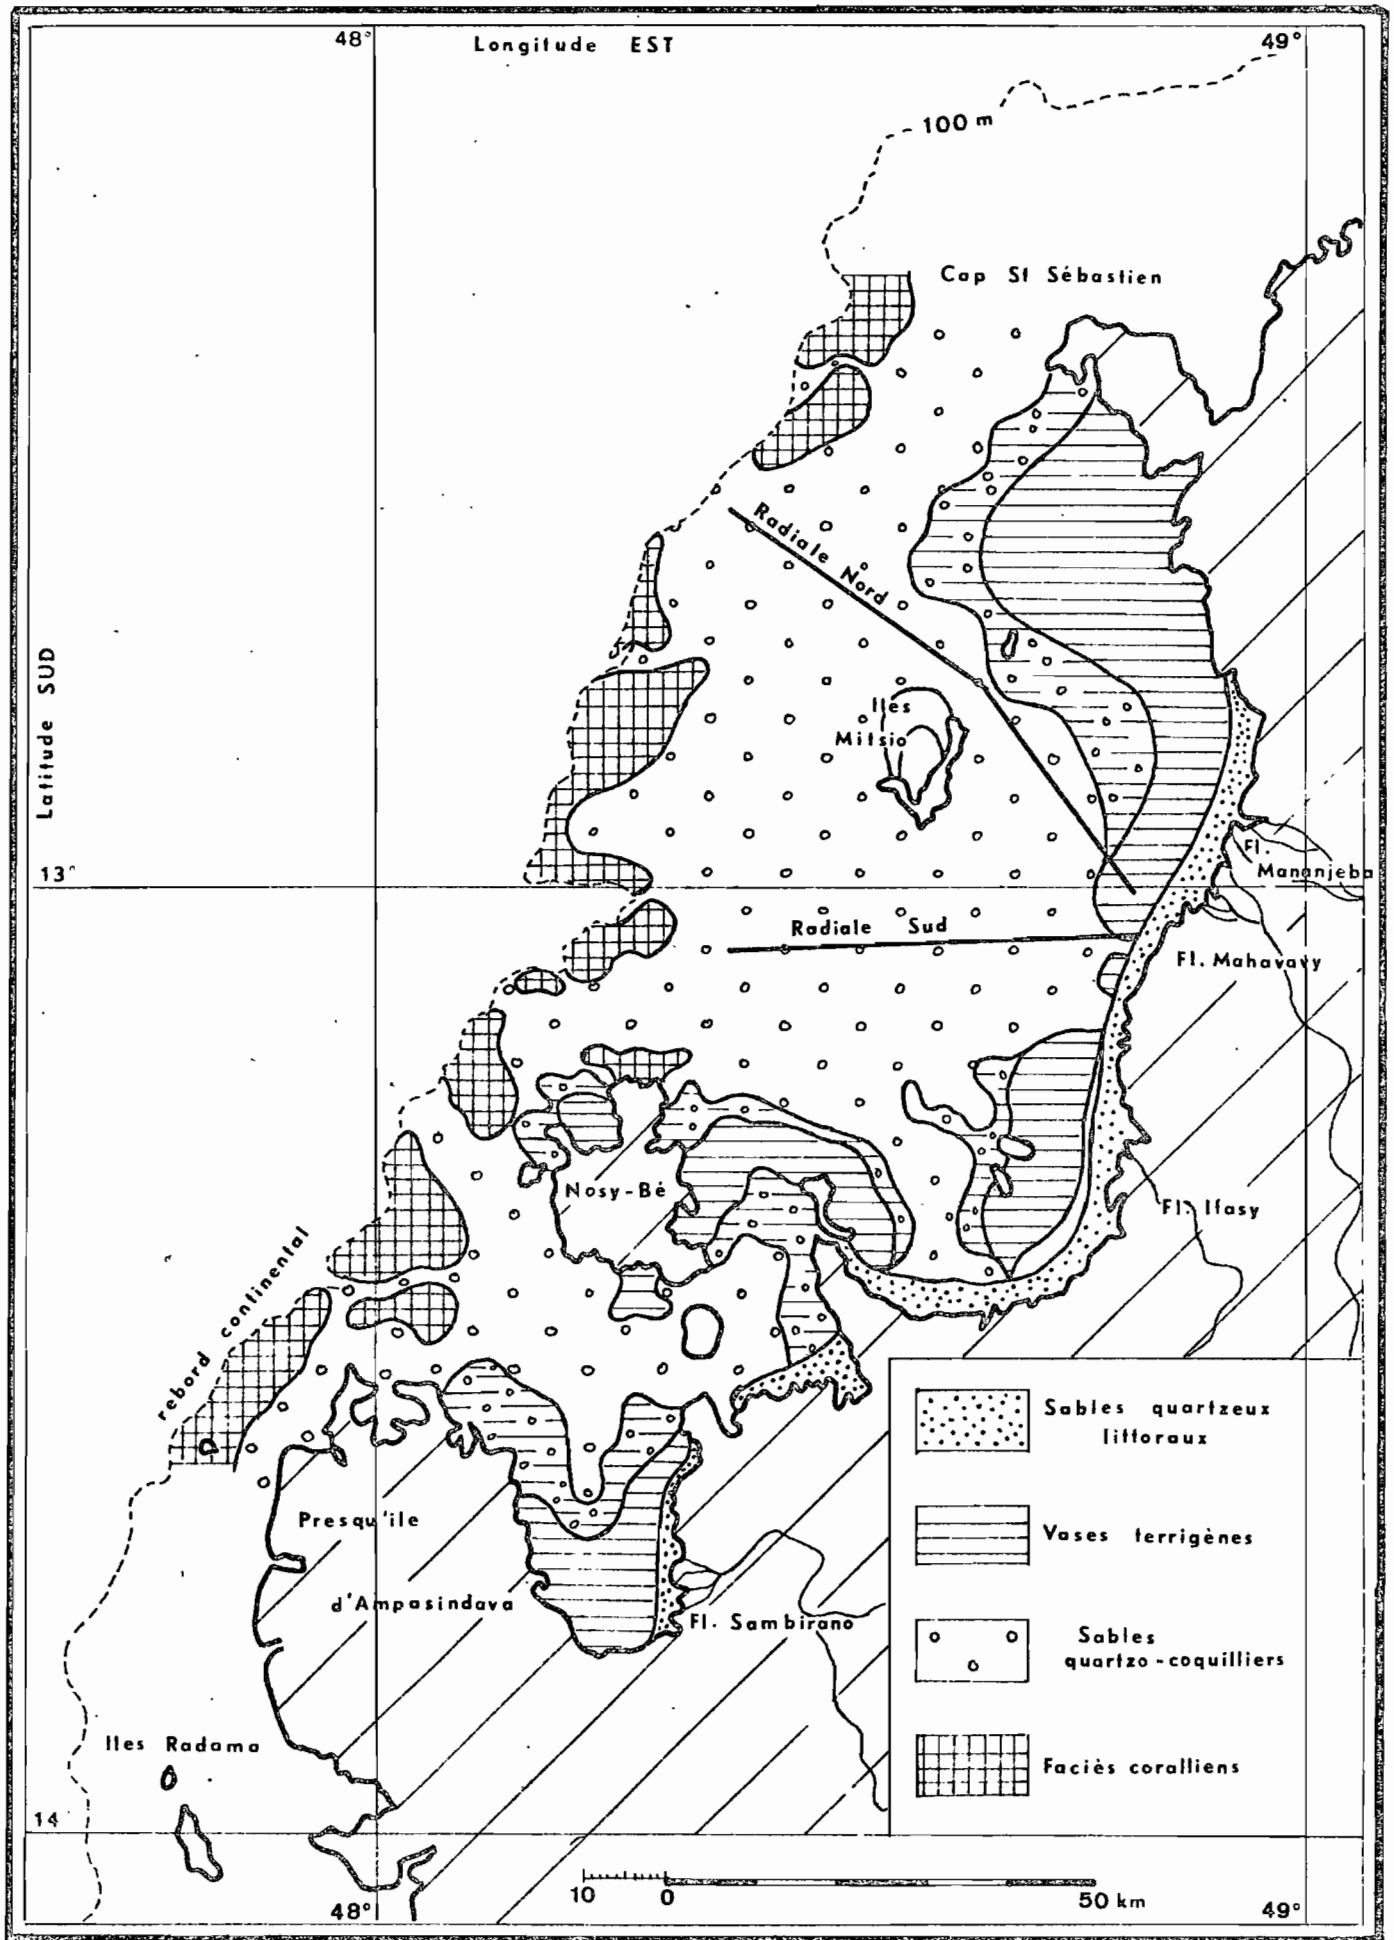 48°
Longitude EST
49°
100 m
Cap St Sébastien
Radiale Nord
Latitude SUD
Iles
Mitsio
13°
Fl.
Mananjeba
Radiale Sud
Fl. Mahavavy
Nosy-Bé
Fl. Ifasy
rebord continental
Sables quartzeux
littoraux
Presqu'ile
Vases terrigènes
d'Ampasindava
Fl. Sambirano
Sables
quartzo-coquilliers
Iles Radama
Faciès coralliens
14
10 0 50 km
48°
49°